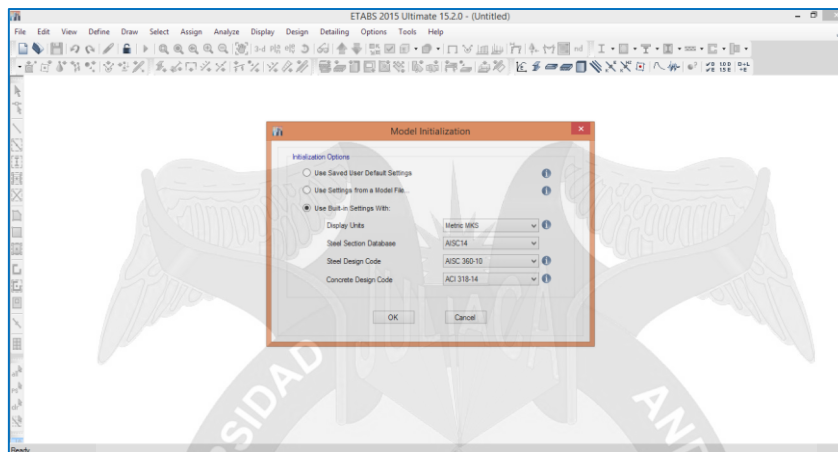 ETABS 2015 Ultimate 15.2.0 - (Untitled)
File Edit View Define Draw Select Assign Analyze Display Design Detailing Options Tools Help
Model Initialization
Initialization Options
Use Saved User Default Settings
Use Settings from a Model File...
Use Built-in Settings With:
Display Units Metric MKS
Steel Section Database AISC14
Steel Design Code AISC 360-10
Concrete Design Code ACI 318-14
OK Cancel
Ready